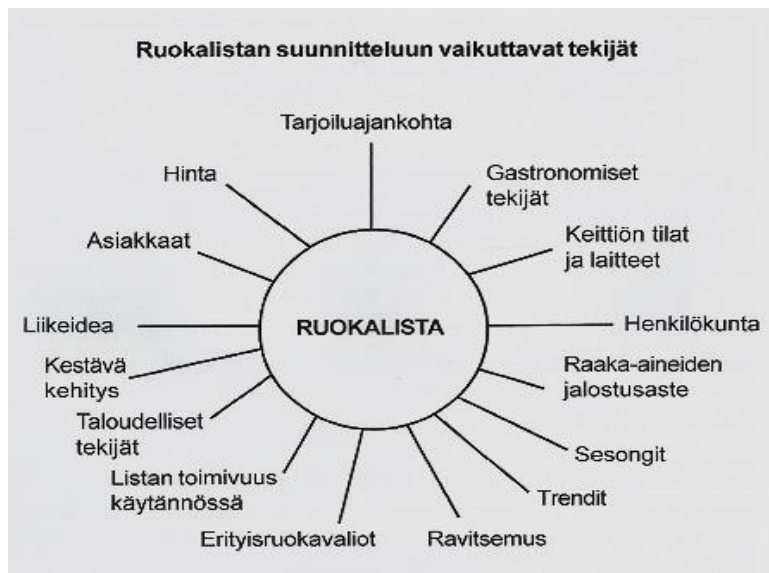 Ruokalistan suunnitteluun vaikuttavat tekijät
Tarjoiluajankohta
Hinta
Gastronomiset
tekijät
Asiakkaat
Keittiön tilat
ja laitteet
Liikeidea
RUOKALISTA
Henkilökunta
Kestävä
kehitys
Raaka-aineiden
jalostusaste
Taloudelliset
tekijät
Sesongit
Listan toimivuus
käytännössä
Trendit
Erityisruokavaliot
Ravitsemus